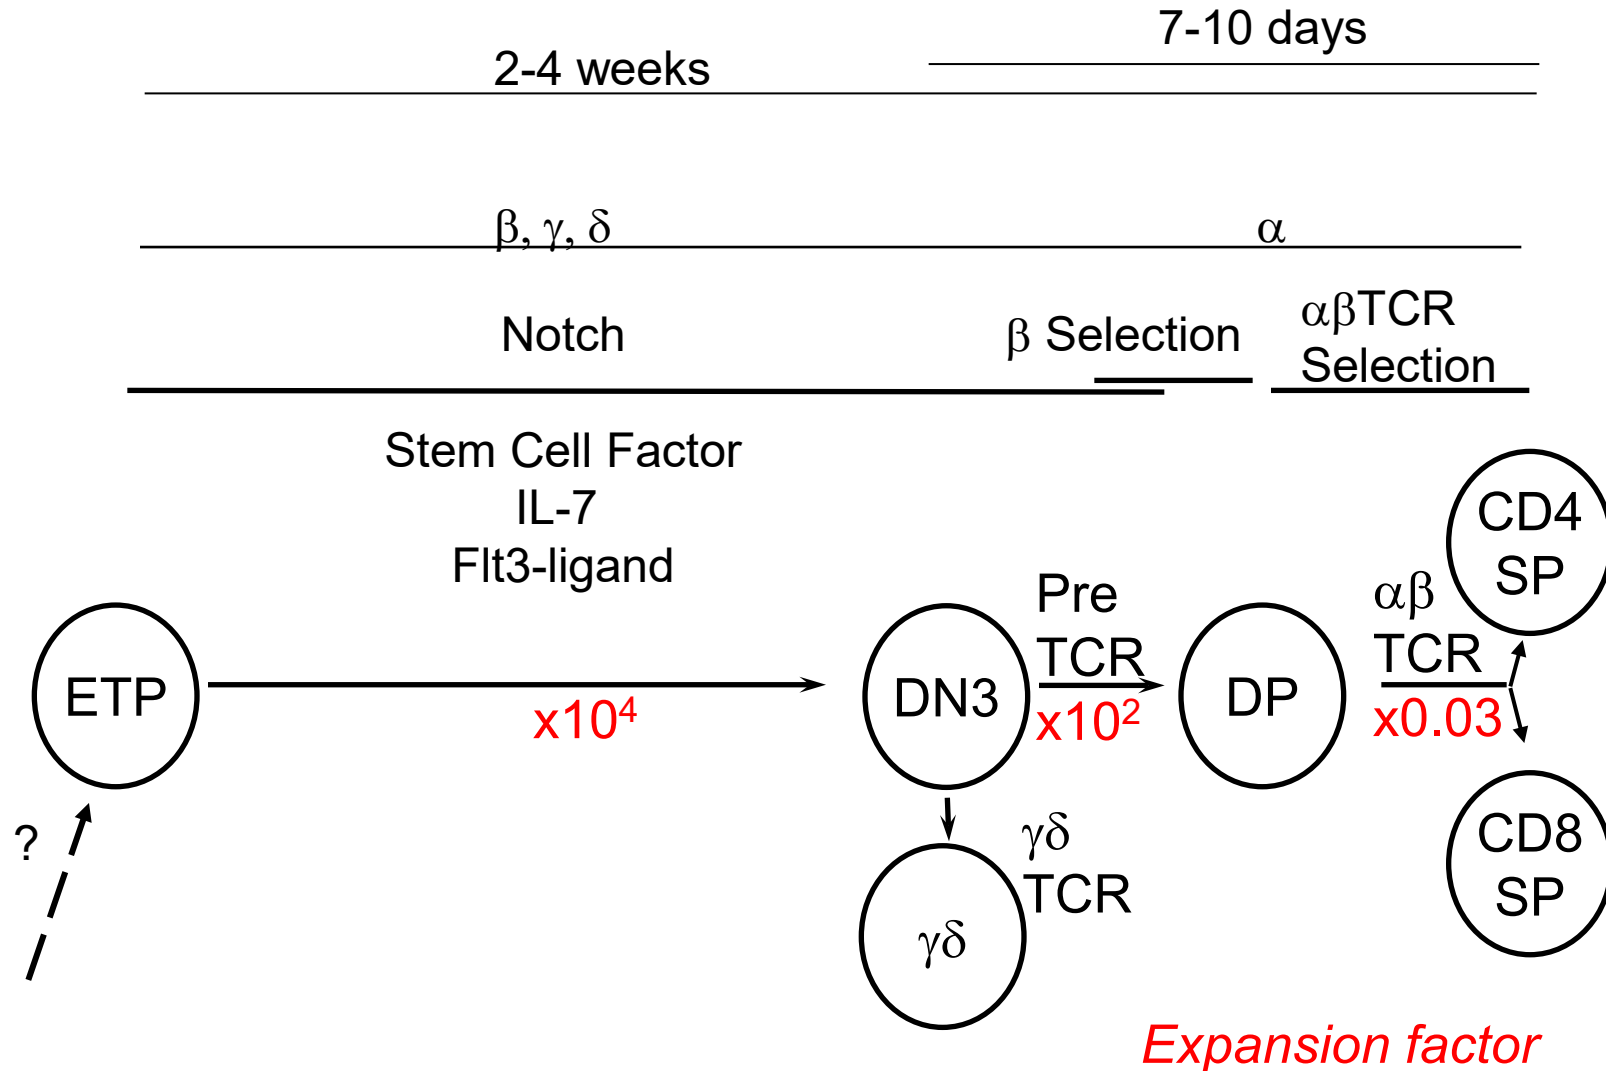 7-10 days
2-4 weeks
β, γ, δ
α
Notch
β Selection
αβTCR
Selection
Stem Cell Factor
IL-7
Flt3-ligand
ETP
x10⁴
DN3
Pre
TCR
x10²
DP
αβ
TCR
x0.03
CD4
SP
CD8
SP
?
γδ
TCR
γδ
Expansion factor